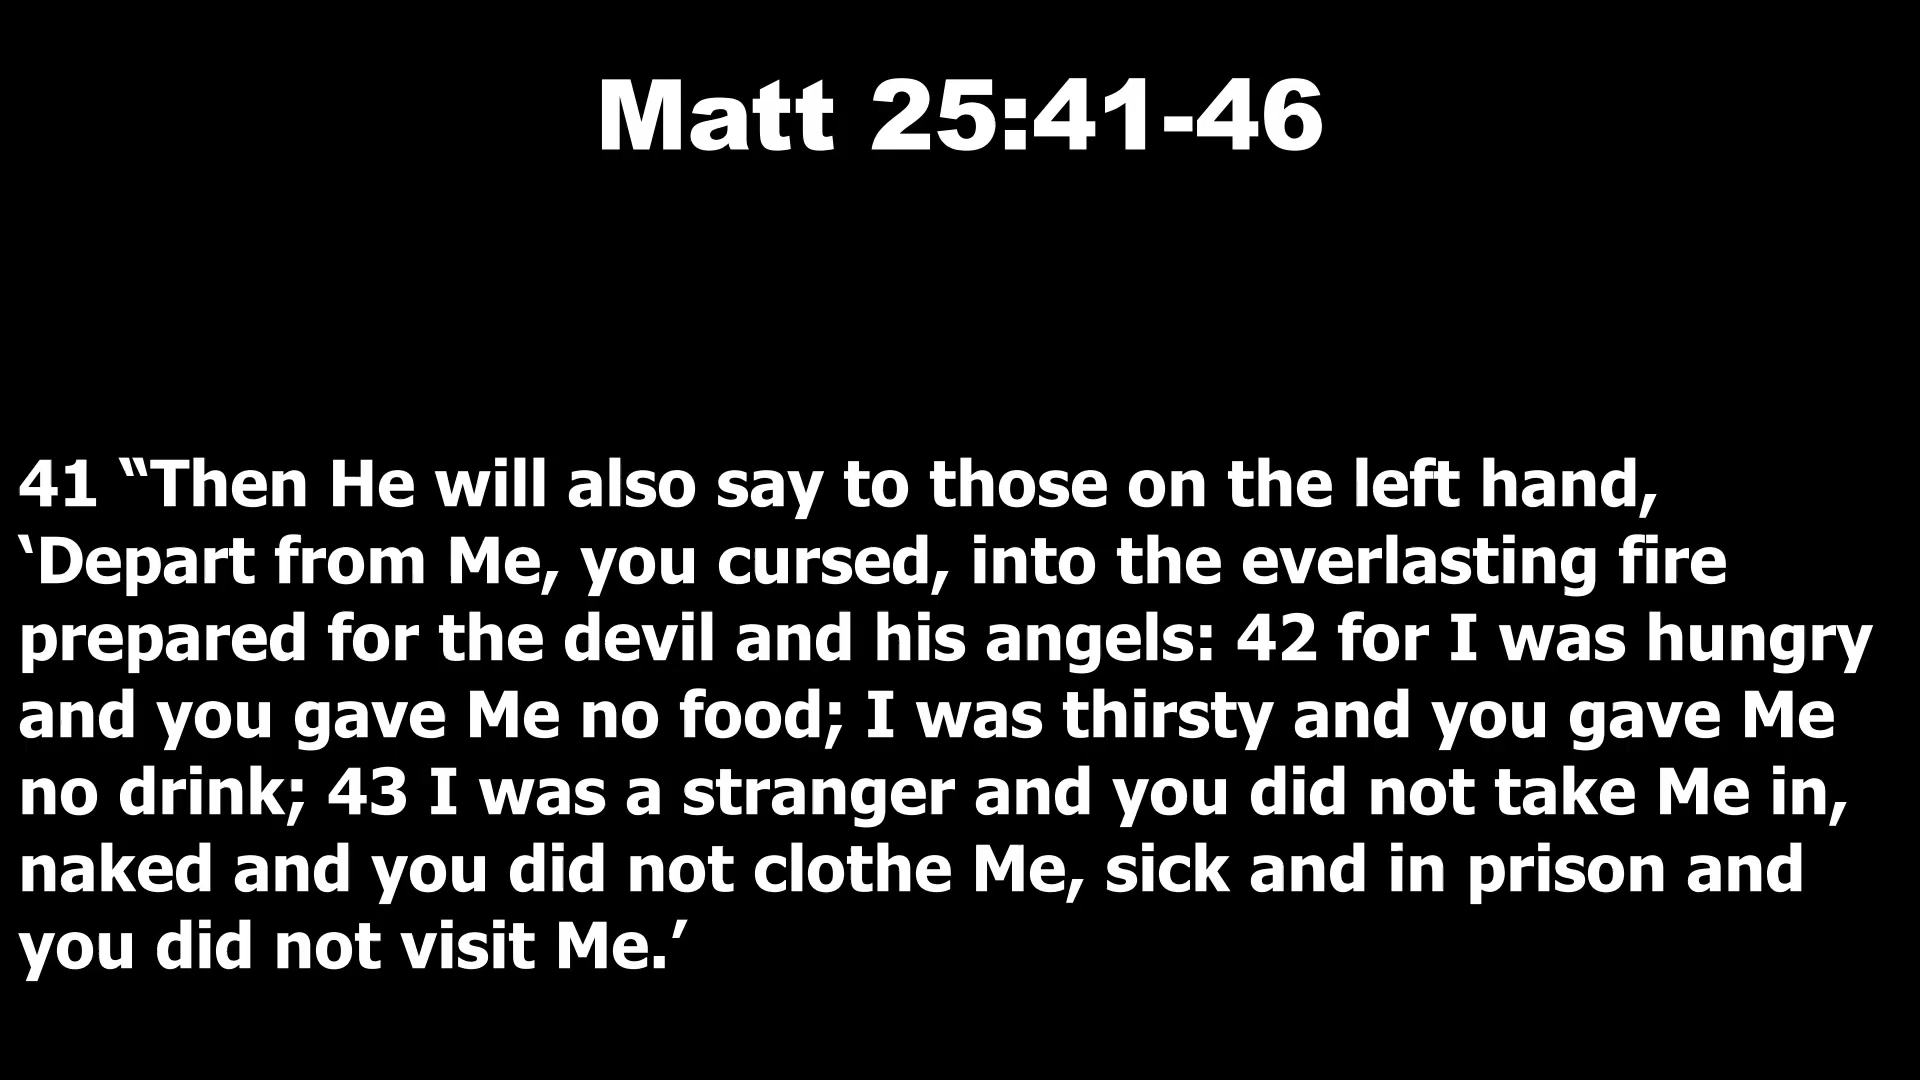 Matt 25:41-46
41 “Then He will also say to those on the left hand,
‘Depart from Me, you cursed, into the everlasting fire
prepared for the devil and his angels: 42 for I was hungry
and you gave Me no food; I was thirsty and you gave Me
no drink; 43 I was a stranger and you did not take Me in,
naked and you did not clothe Me, sick and in prison and
you did not visit Me.’